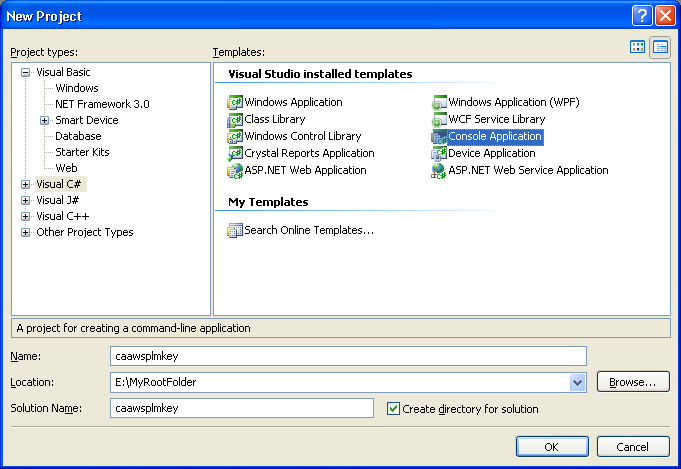 New Project
Project types:
Templates:
Visual Basic
Windows
NET Framework 3.0
Smart Device
Database
Starter Kits
Web
Visual C#
Visual J#
Visual C++
Other Project Types
Visual Studio installed templates
Windows Application
Windows Application (WPF)
Class Library
WCF Service Library
Windows Control Library
Console Application
Crystal Reports Application
Device Application
ASP.NET Web Application
ASP.NET Web Service Application
My Templates
Search Online Templates...
A project for creating a command-line application
Name:
caawsplmkey
Location:
E:\MyRootFolder
Browse...
Solution Name:
caawsplmkey
Create directory for solution
OK
Cancel